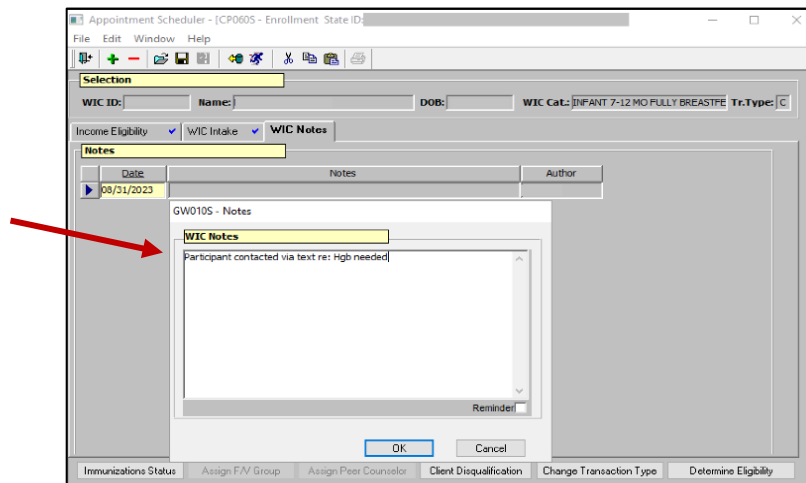 Appointment Scheduler - [CP060S - Enrollment State ID:
File Edit Window Help
Selection
WIC ID: Name: DOB: WIC Cat.: INFANT 7-12 MO FULLY BREASTFE Tr.Type: C
Income Eligibility WIC Intake WIC Notes
Notes
Date Notes Author
08/31/2023
GW010S - Notes
WIC Notes
Participant contacted via text re: Hgb needed
Reminder
OK Cancel
Immunizations Status Assign F/V Group Assign Peer Counselor Client Disqualification Change Transaction Type Determine Eligibility